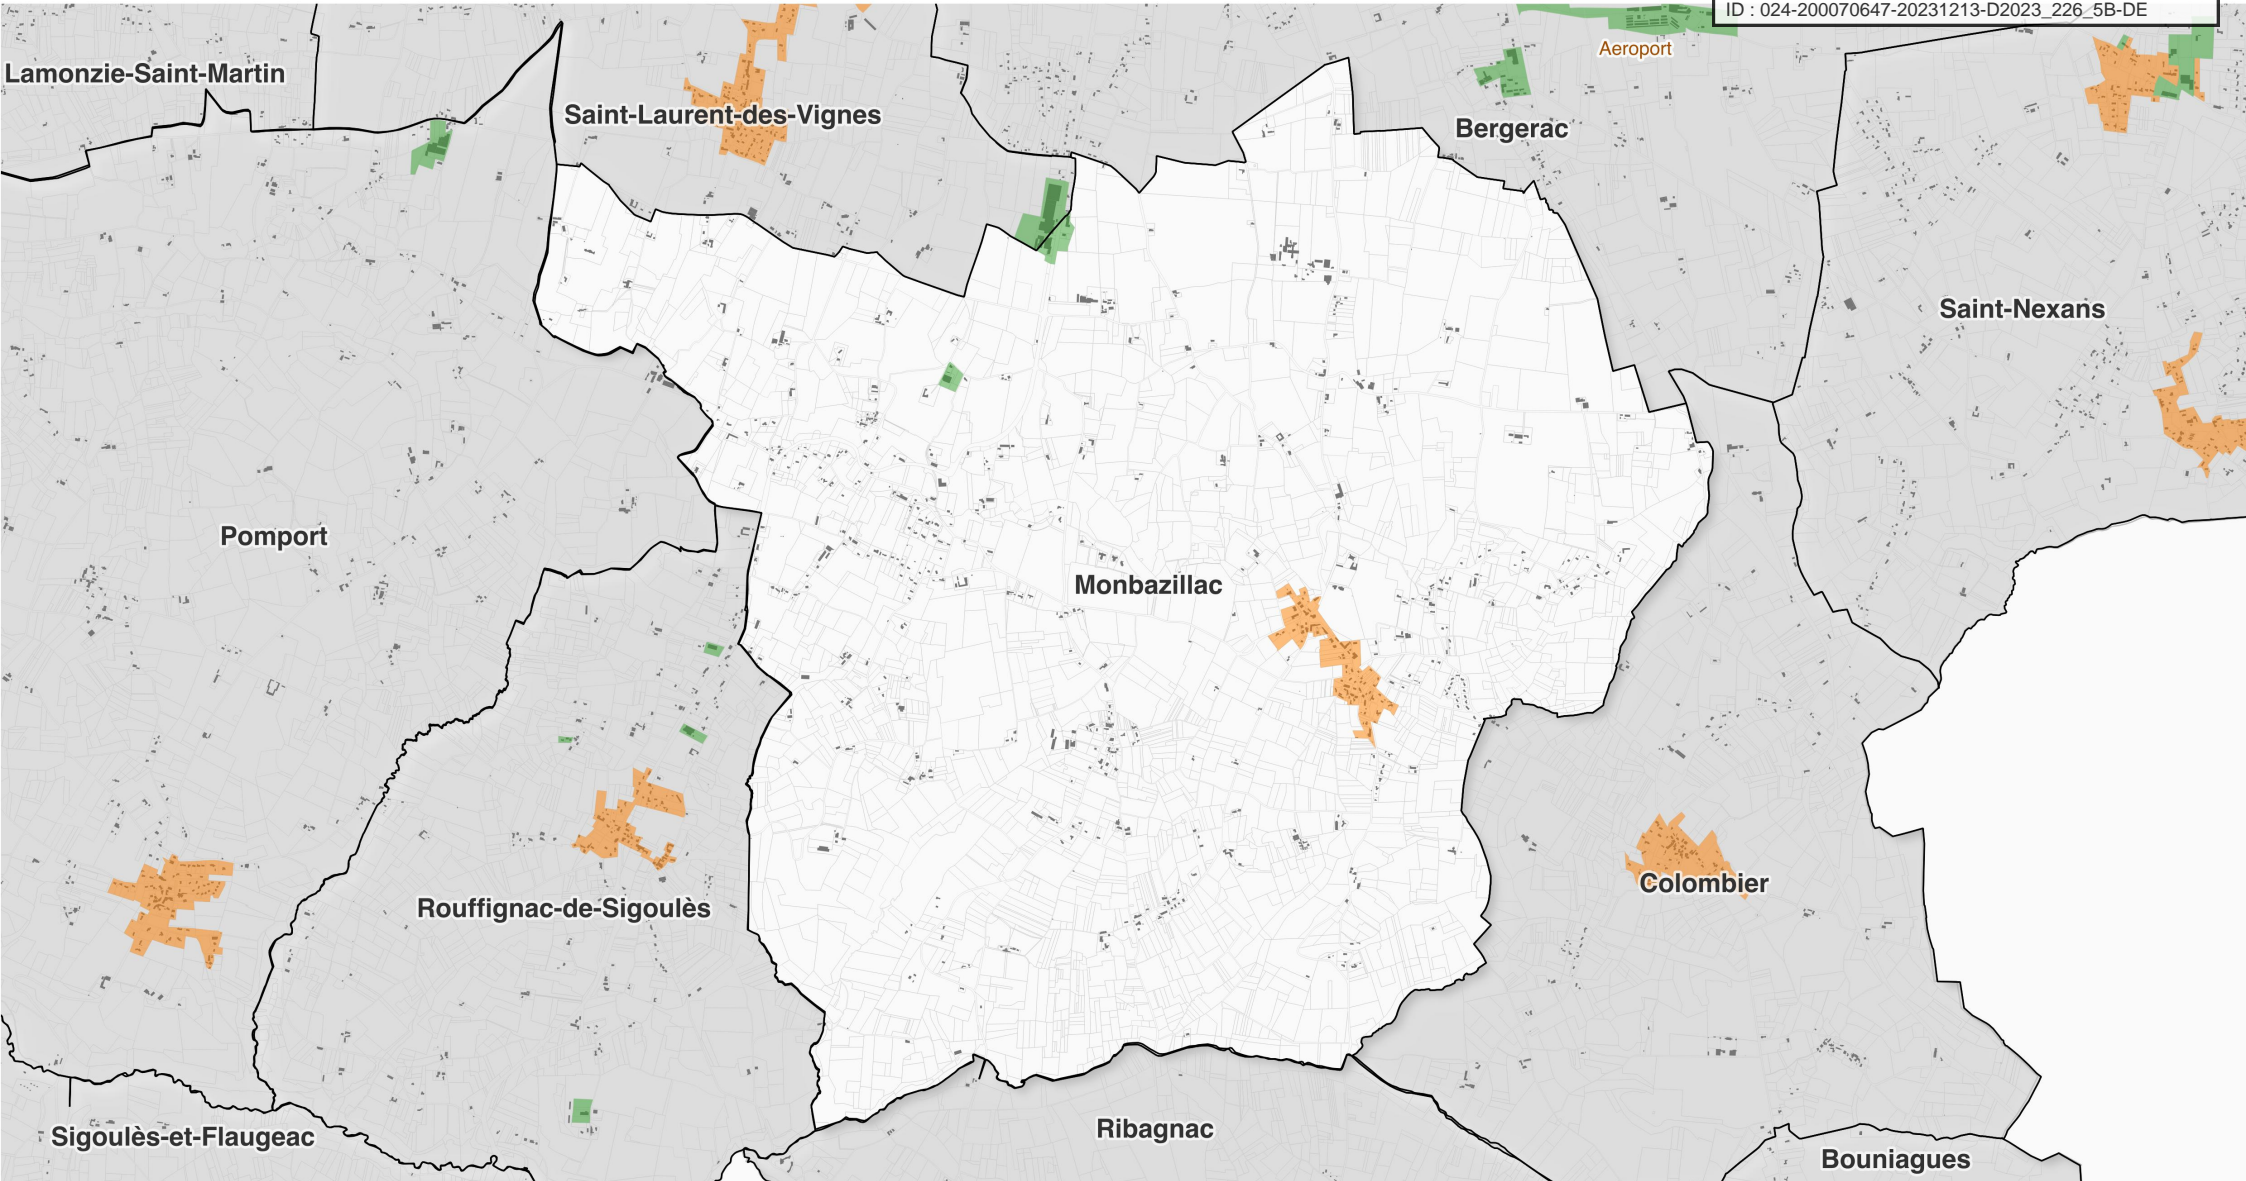 ID : 024-200070647-20231213-D2023_226_5B-DE
Aeroport
Lamonzie-Saint-Martin
Saint-Laurent-des-Vignes
Bergerac
Saint-Nexans
Pomport
Monbazillac
Colombier
Rouffignac-de-Sigoulès
Sigoulès-et-Flaugeac
Ribagnac
Bouniagues